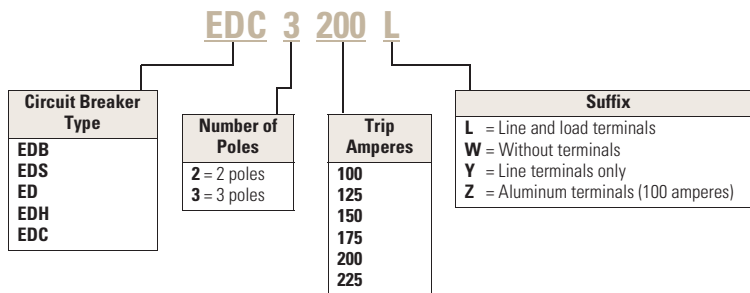 EDC 3 200 L
Circuit Breaker
Type
EDB
EDS
ED
EDH
EDC
Number of
Poles
2 = 2 poles
3 = 3 poles
Trip
Amperes
100
125
150
175
200
225
Suffix
L = Line and load terminals
W = Without terminals
Y = Line terminals only
Z = Aluminum terminals (100 amperes)